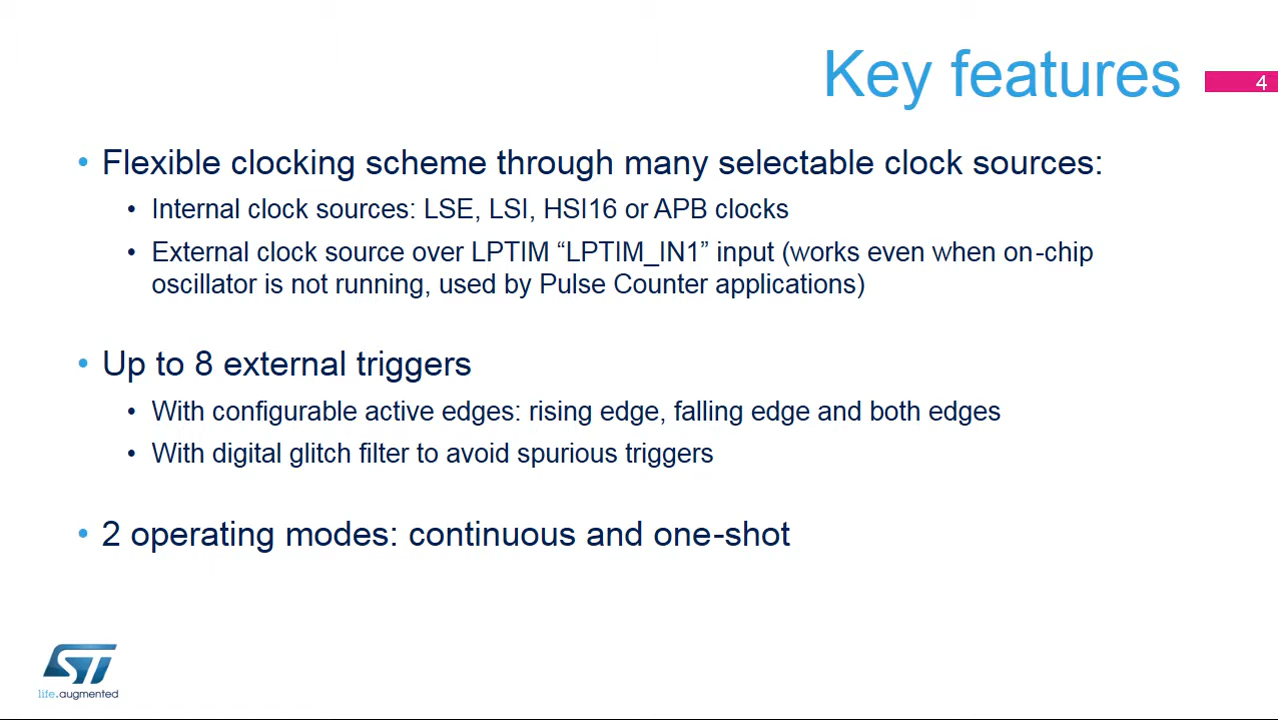 Key features
4
• Flexible clocking scheme through many selectable clock sources:
• Internal clock sources: LSE, LSI, HSI16 or APB clocks
• External clock source over LPTIM “LPTIM_IN1” input (works even when on-chip
oscillator is not running, used by Pulse Counter applications)
• Up to 8 external triggers
• With configurable active edges: rising edge, falling edge and both edges
• With digital glitch filter to avoid spurious triggers
• 2 operating modes: continuous and one-shot
ST
life.augmented